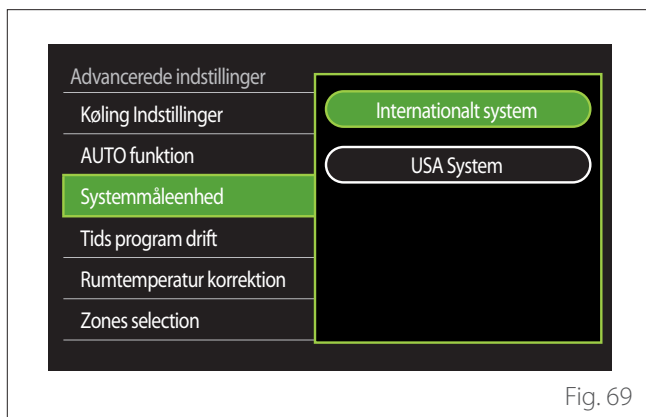 Advancerede indstillinger
Køling Indstillinger
AUTO funktion
Systemmåleenhed
Tids program drift
Rumtemperatur korrektion
Zones selection
Internationalt system
USA System
Fig. 69